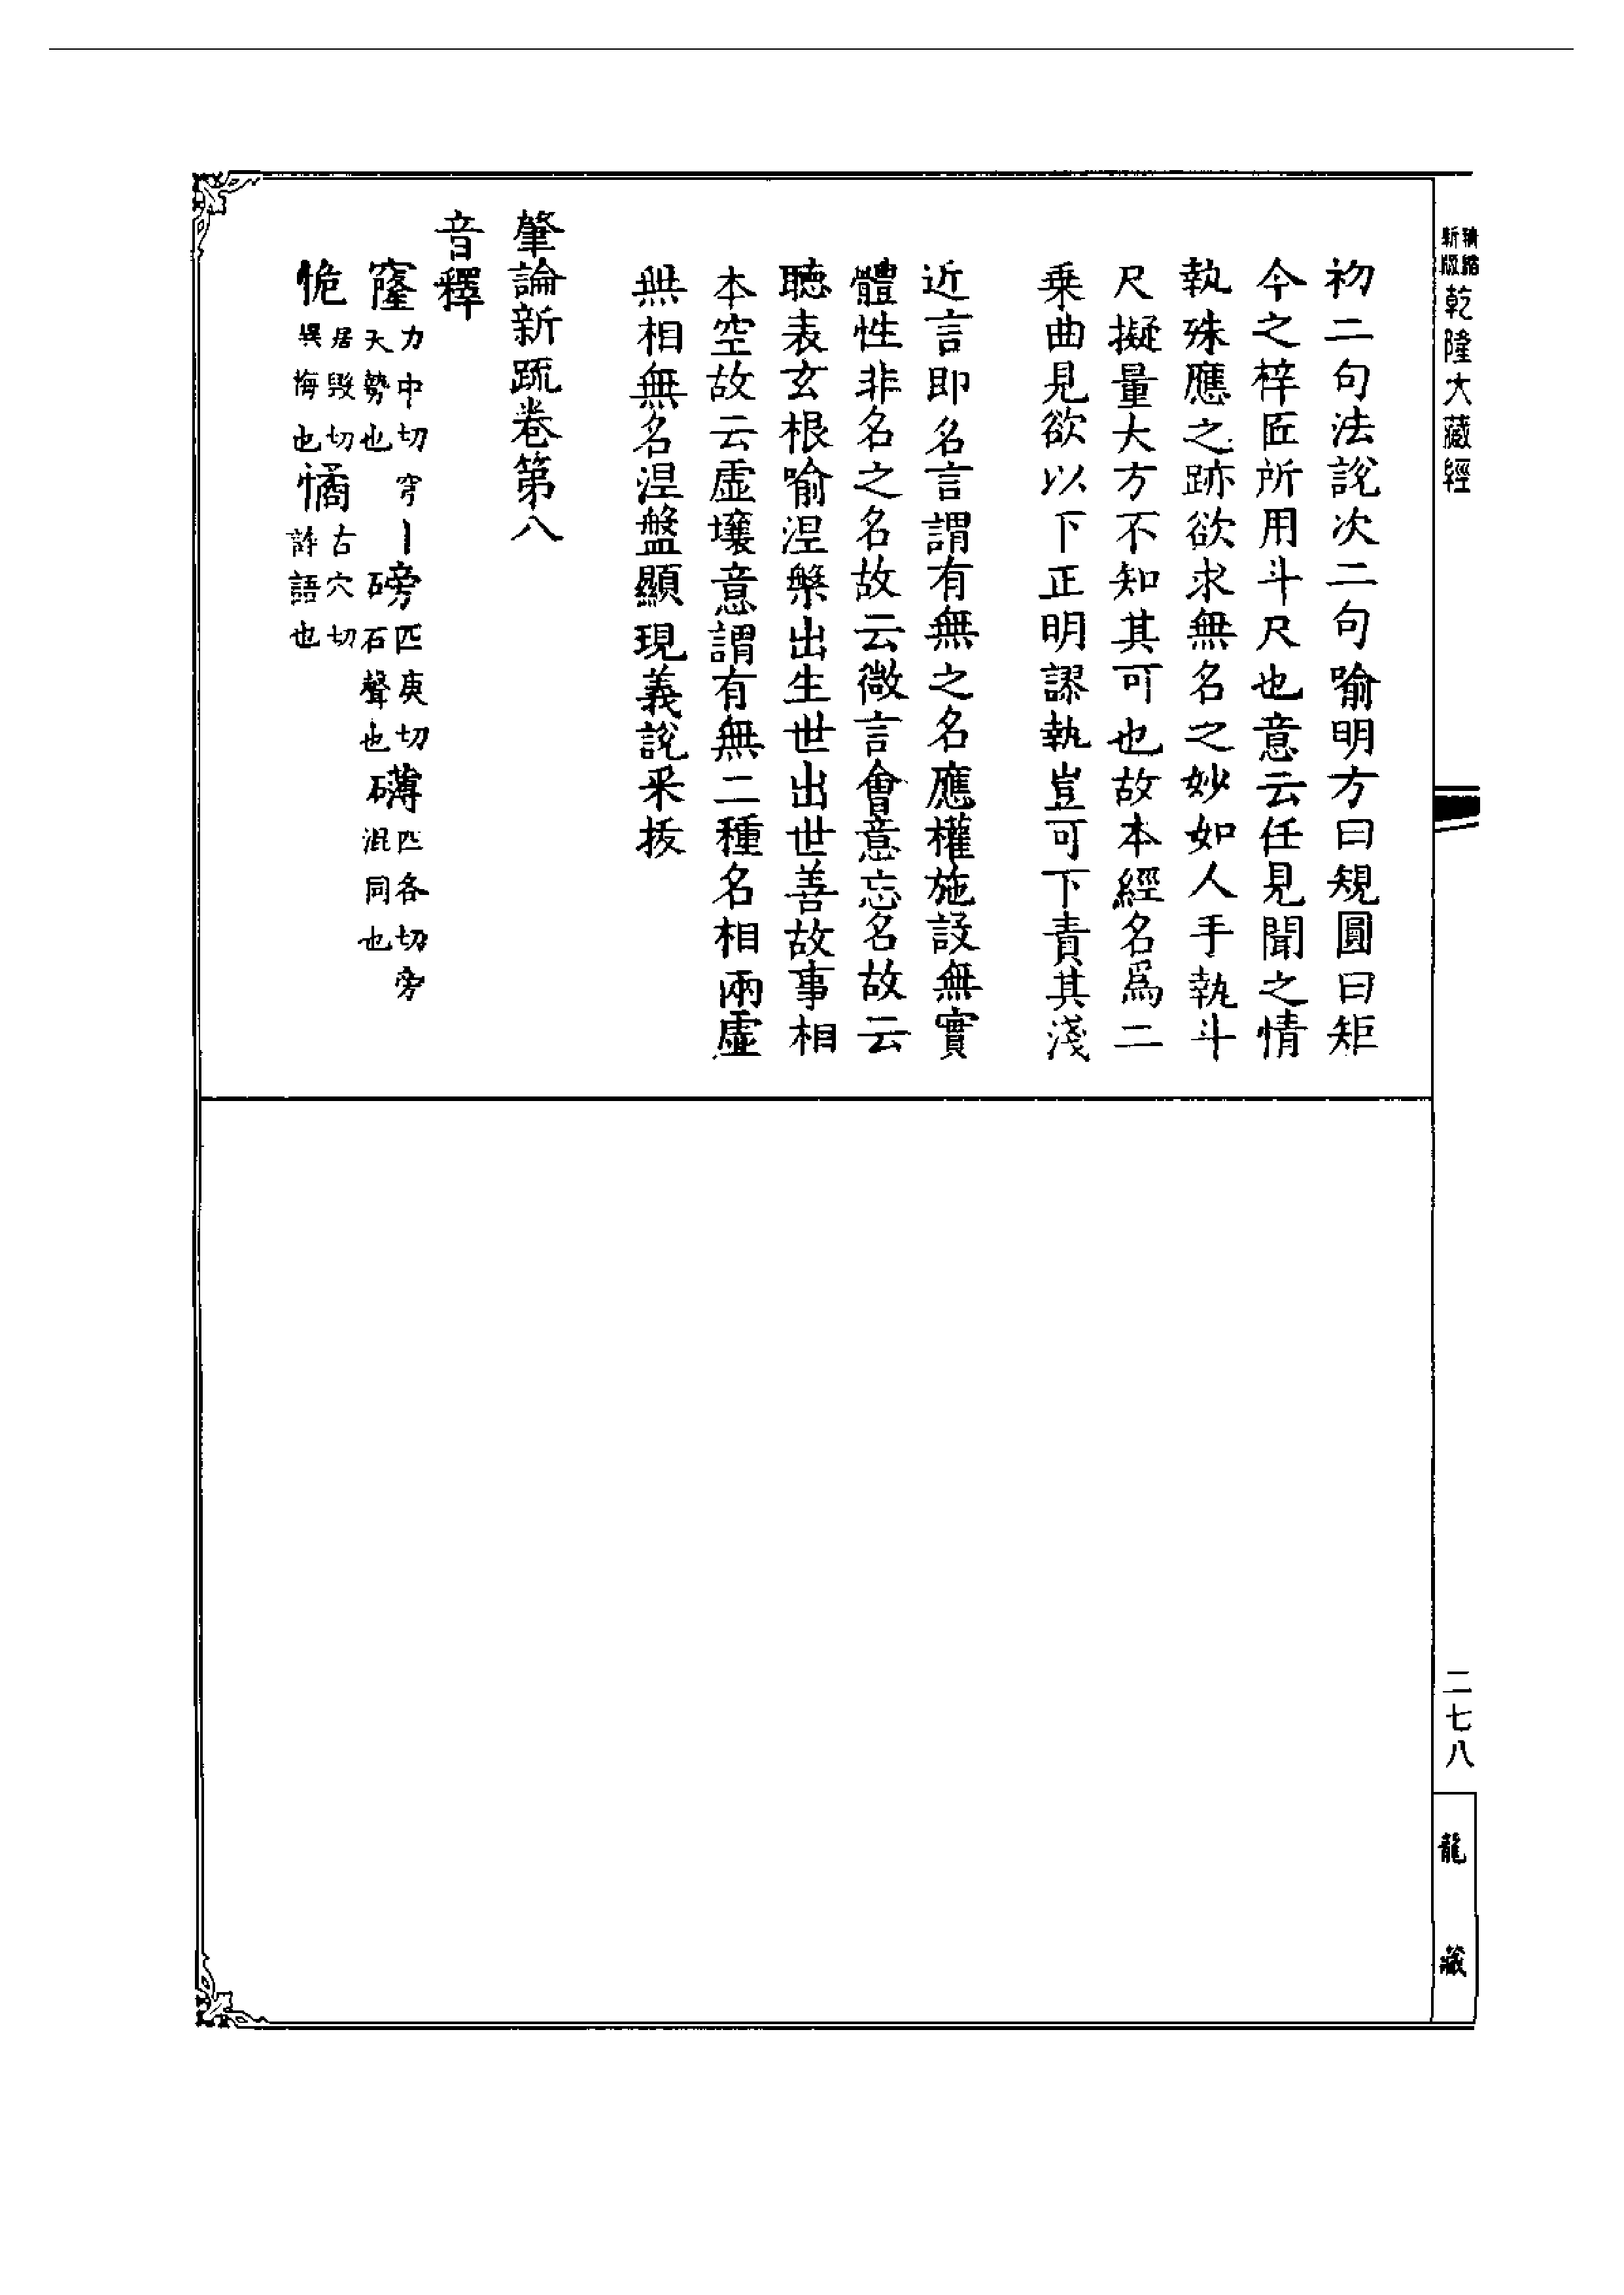 新版
精縮
乾隆大藏經
初二句法說次二句喻明方曰規圓曰矩
今之梓匠所用斗尺也意云任見聞之情
執殊應之跡欲求無名之妙如人手執斗
尺擬量大方不知其可也故本經名爲二
乗曲見欲以下正明謬執豈可下責其淺
近言即名言謂有無之名應權施設無實
體性非名之名故云微言會意忘名故云
聴表玄根喻涅槃出生世出世善故事相
本空故云虛壤意謂有無二種名相兩虛
無相無名涅盤顯現義說釆拔
肇論新䟽卷第八
音釋
窿力中切穹丨天勢也磅匹庚切石聲也礴匹各切旁混同也
恑居毀切異悔也憰古穴切詐語也
二七八
龍藏